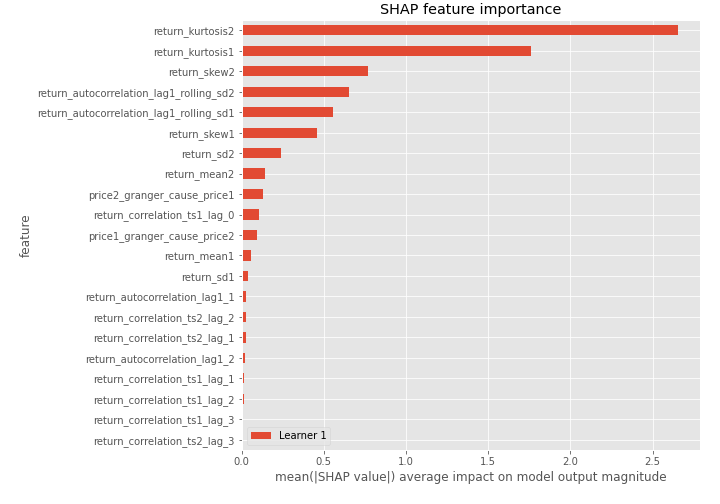 SHAP feature importance
return_kurtosis2
return_kurtosis1
return_skew2
return_autocorrelation_lag1_rolling_sd2
return_autocorrelation_lag1_rolling_sd1
return_skew1
return_sd2
return_mean2
price2_granger_cause_price1
return_correlation_ts1_lag_0
price1_granger_cause_price2
return_mean1
return_sd1
return_autocorrelation_lag1_1
return_correlation_ts2_lag_2
return_correlation_ts2_lag_1
return_autocorrelation_lag1_2
return_correlation_ts1_lag_1
return_correlation_ts1_lag_2
return_correlation_ts1_lag_3
return_correlation_ts2_lag_3
feature
Learner 1
0.0 0.5 1.0 1.5 2.0 2.5
mean(|SHAP value|) average impact on model output magnitude